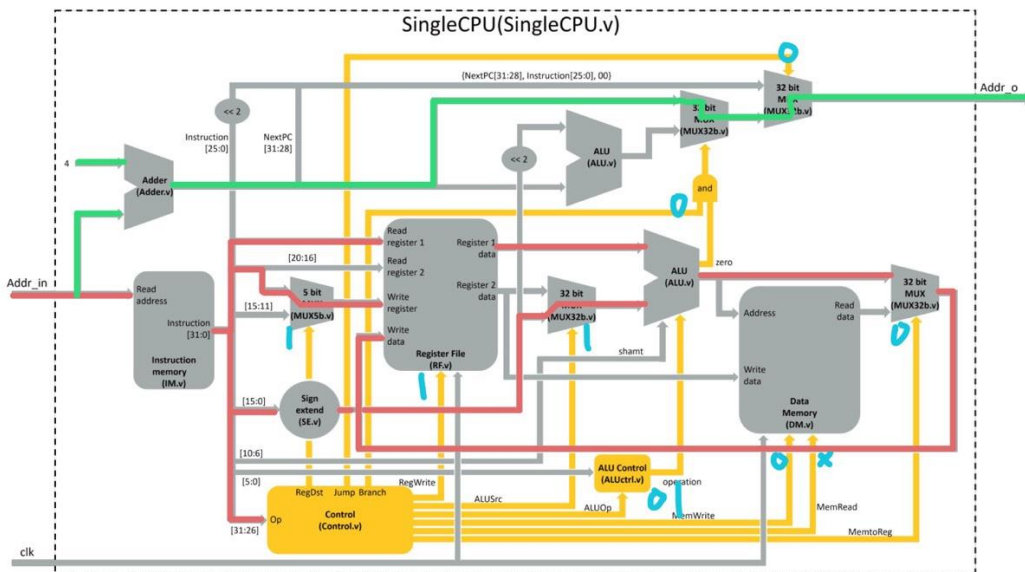 SingleCPU(SingleCPU.v)
0
{NextPC[31:28], Instruction[25:0], 00}
Addr_o
32 bit
MUX
(MUX32b.v)
<< 2
32 bit
MUX
(MUX32b.v)
Instruction
[25:0]
NextPC
[31:28]
ALU
(ALU.v)
<< 2
4
Adder
(Adder.v)
and
0
Read
register 1
Register 1
data
[20:16]
Read
register 2
ALU
(ALU.v)
zero
Addr_in
Read
address
5 bit
MUX
(MUX5b.v)
Register 2
data
32 bit
MUX
(MUX32b.v)
32 bit
MUX
(MUX32b.v)
[15:11]
Write
register
Read
data
Address
Instruction
[31:0]
1
Write
data
1
0
Instruction
memory
(IM.v)
Register File
(RF.v)
shamt
1
Write
data
[15:0]
Sign
extend
(SE.v)
Data
Memory
(DM.v)
[10:6]
0
x
[5:0]
ALU Control
(ALUctrl.v)
operation
RegDst
Jump
Branch
RegWrite
ALUSrc
ALUOp
01
MemWrite
MemRead
MemtoReg
Op
Control
(Control.v)
[31:26]
clk